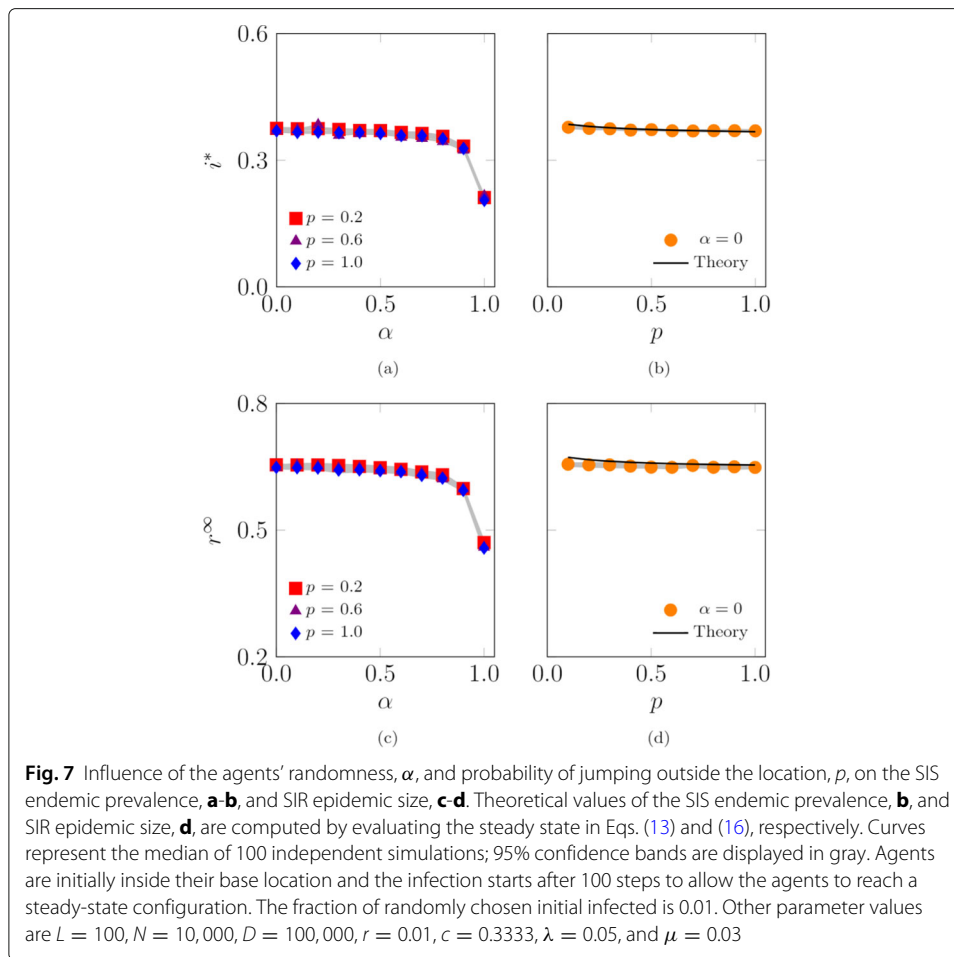 0.6
0.3
0.0
i*
p = 0.2
p = 0.6
p = 1.0
0.0 0.5 1.0
α
(a)
α = 0
Theory
0.0 0.5 1.0
p
(b)
0.8
0.5
0.2
r∞
p = 0.2
p = 0.6
p = 1.0
0.0 0.5 1.0
α
(c)
α = 0
Theory
0.0 0.5 1.0
p
(d)
Fig. 7 Influence of the agents' randomness, α, and probability of jumping outside the location, p, on the SIS
endemic prevalence, a-b, and SIR epidemic size, c-d. Theoretical values of the SIS endemic prevalence, b, and
SIR epidemic size, d, are computed by evaluating the steady state in Eqs. (13) and (16), respectively. Curves
represent the median of 100 independent simulations; 95% confidence bands are displayed in gray. Agents
are initially inside their base location and the infection starts after 100 steps to allow the agents to reach a
steady-state configuration. The fraction of randomly chosen initial infected is 0.01. Other parameter values
are L = 100, N = 10, 000, D = 100, 000, r = 0.01, c = 0.3333, λ = 0.05, and μ = 0.03